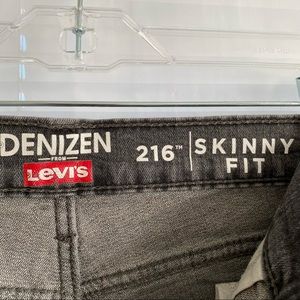 DENIZEN
FROM
Levi's
216™
SKINNY
FIT